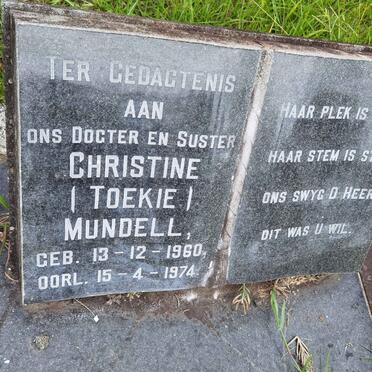 TER GEDAGTENIS
AAN
ONS DOGTER EN SUSTER
CHRISTINE
(TOEKIE)
MUNDELL,
GEB. 13-12-1960,
OORL. 15-4-1974
HAAR PLEK IS
HAAR STEM IS
ONS SWYG O HEER
DIT WAS U WIL.